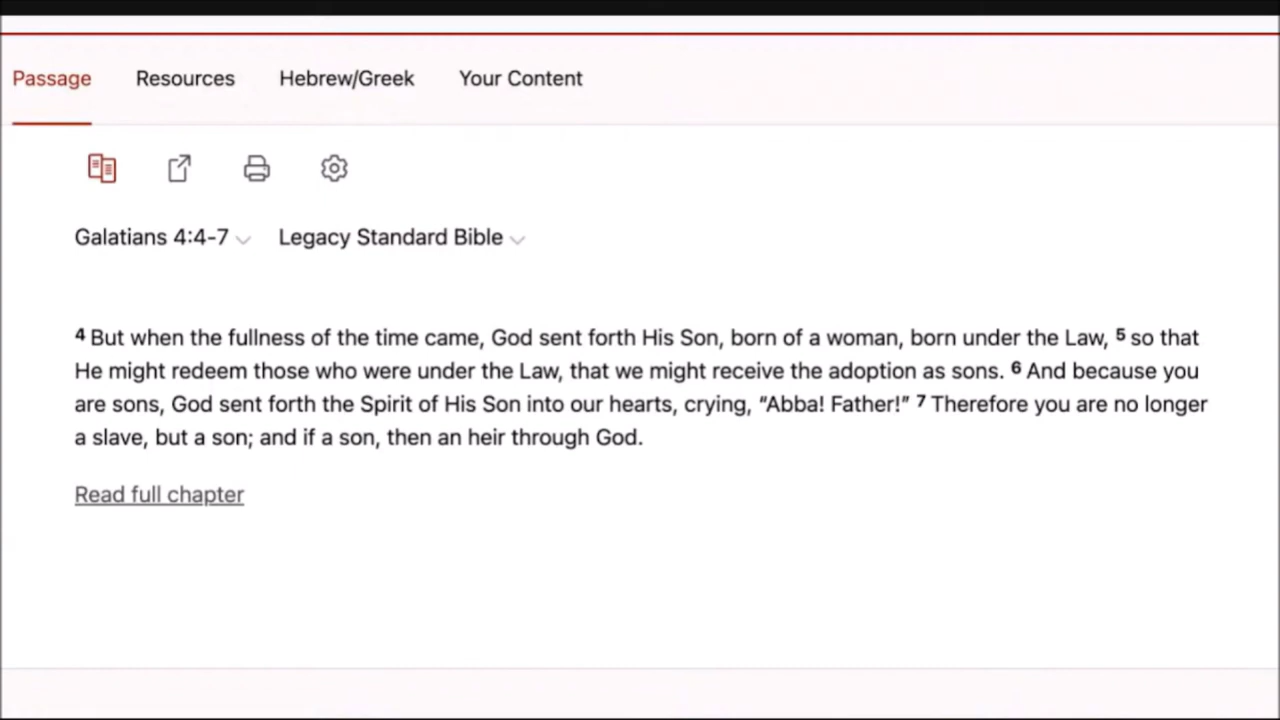 Passage Resources Hebrew/Greek Your Content
Galatians 4:4-7 Legacy Standard Bible
4 But when the fullness of the time came, God sent forth His Son, born of a woman, born under the Law, 5 so that
He might redeem those who were under the Law, that we might receive the adoption as sons. 6 And because you
are sons, God sent forth the Spirit of His Son into our hearts, crying, “Abba! Father!” 7 Therefore you are no longer
a slave, but a son; and if a son, then an heir through God.
Read full chapter